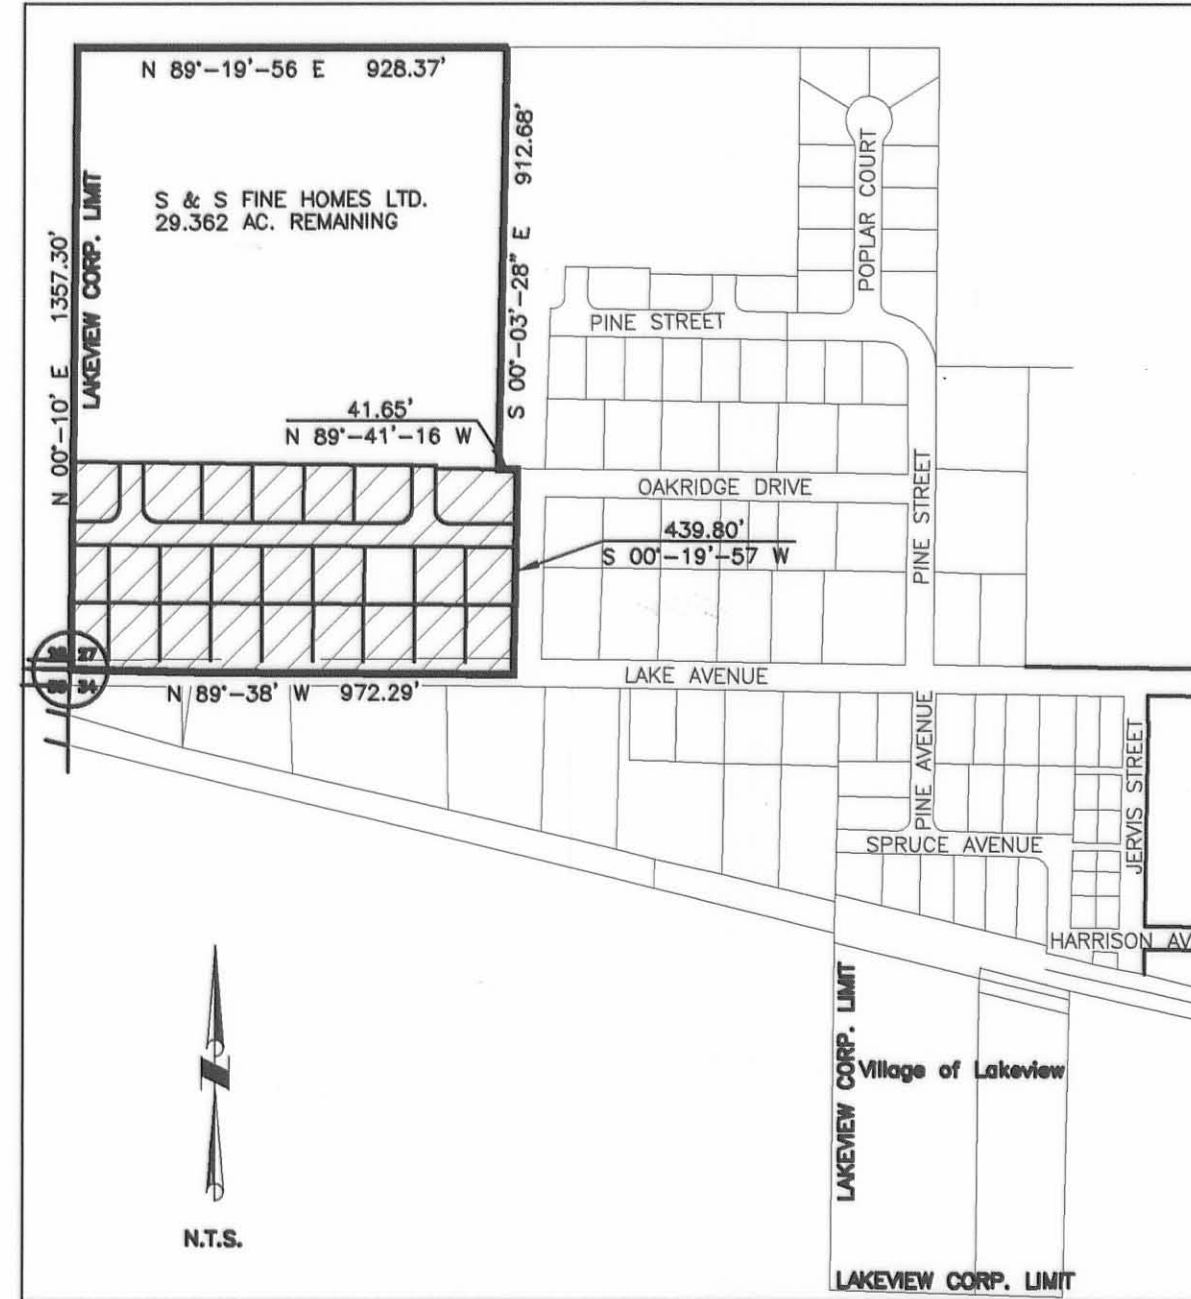 N 89°-19'-56 E 928.37'
S & S FINE HOMES LTD.
29.362 AC. REMAINING
LAKEVIEW CORP. LIMIT
N 00°-10' E 1357.30'
S 00°-03'-28" E 912.68'
POPLAR COURT
PINE STREET
41.65'
N 89°-41'-16 W
OAKRIDGE DRIVE
PINE STREET
439.80'
S 00°-19'-57 W
27
34
N 89°-38' W 972.29'
LAKE AVENUE
PINE AVENUE
JERVIS STREET
SPRUCE AVENUE
HARRISON AV
LAKEVIEW CORP. LIMIT
Village of Lakeview
N.T.S.
LAKEVIEW CORP. LIMIT